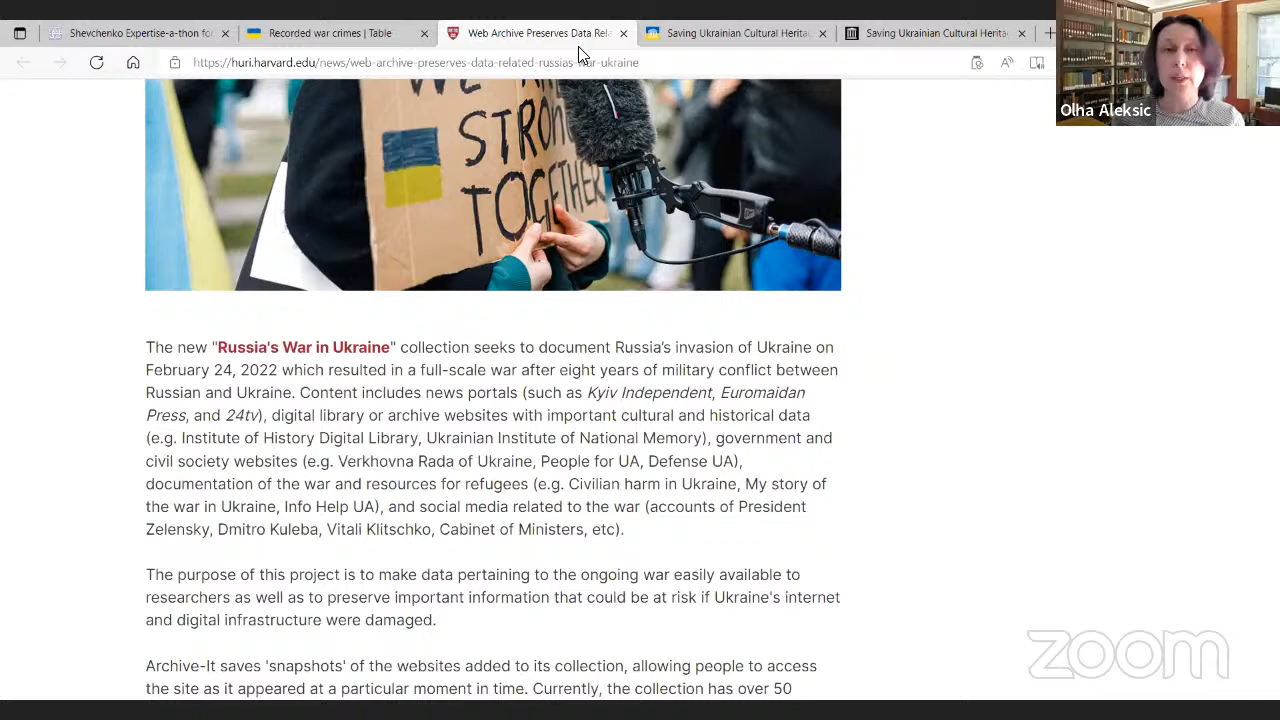 Shevchenko Expertise-a-thon for
Recorded war crimes | Table
Web Archive Preserves Data Rela
Saving Ukrainian Cultural Heritag
Saving Ukrainian Cultural Heritag
https://huri.harvard.edu/news/web-archive-preserves-data-related-russias-war-ukraine
Olha Aleksic
STRONG
TOGETHER
The new "Russia's War in Ukraine" collection seeks to document Russia's invasion of Ukraine on
February 24, 2022 which resulted in a full-scale war after eight years of military conflict between
Russian and Ukraine. Content includes news portals (such as Kyiv Independent, Euromaidan
Press, and 24tv), digital library or archive websites with important cultural and historical data
(e.g. Institute of History Digital Library, Ukrainian Institute of National Memory), government and
civil society websites (e.g. Verkhovna Rada of Ukraine, People for UA, Defense UA),
documentation of the war and resources for refugees (e.g. Civilian harm in Ukraine, My story of
the war in Ukraine, Info Help UA), and social media related to the war (accounts of President
Zelensky, Dmitro Kuleba, Vitali Klitschko, Cabinet of Ministers, etc).
The purpose of this project is to make data pertaining to the ongoing war easily available to
researchers as well as to preserve important information that could be at risk if Ukraine's internet
and digital infrastructure were damaged.
Archive-It saves 'snapshots' of the websites added to its collection, allowing people to access
the site as it appeared at a particular moment in time. Currently, the collection has over 50
zoom